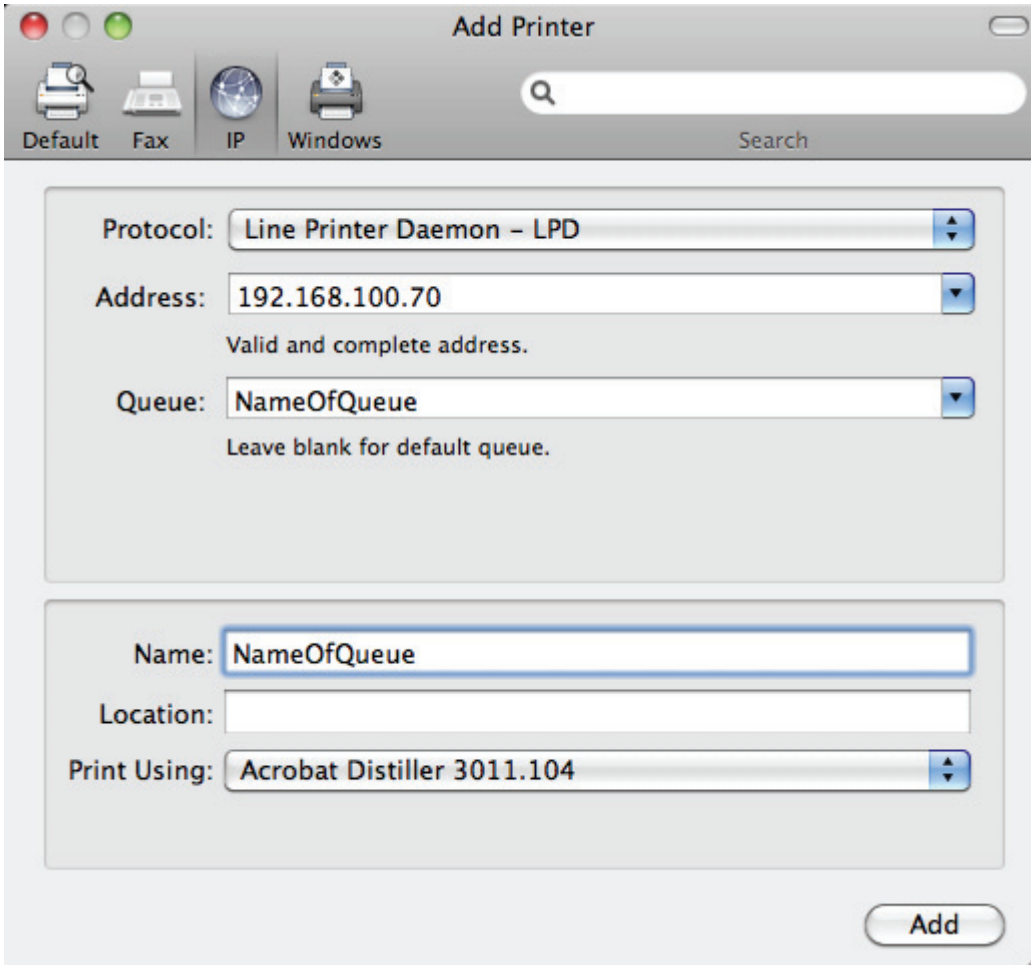 Add Printer
Default Fax IP Windows Search
Protocol: Line Printer Daemon – LPD
Address: 192.168.100.70
Valid and complete address.
Queue: NameOfQueue
Leave blank for default queue.
Name: NameOfQueue
Location:
Print Using: Acrobat Distiller 3011.104
Add